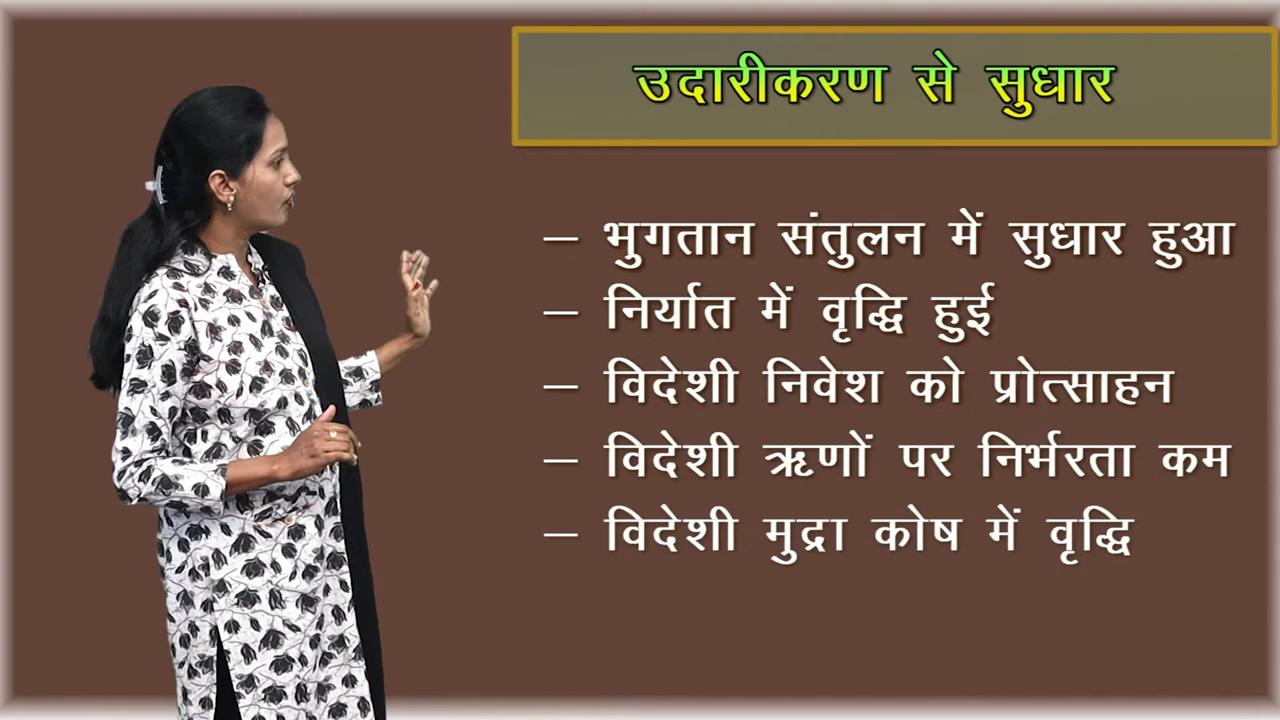 उदारीकरण से सुधार
– भुगतान संतुलन में सुधार हुआ
– निर्यात में वृद्धि हुई
– विदेशी निवेश को प्रोत्साहन
– विदेशी ऋणों पर निर्भरता कम
– विदेशी मुद्रा कोष में वृद्धि